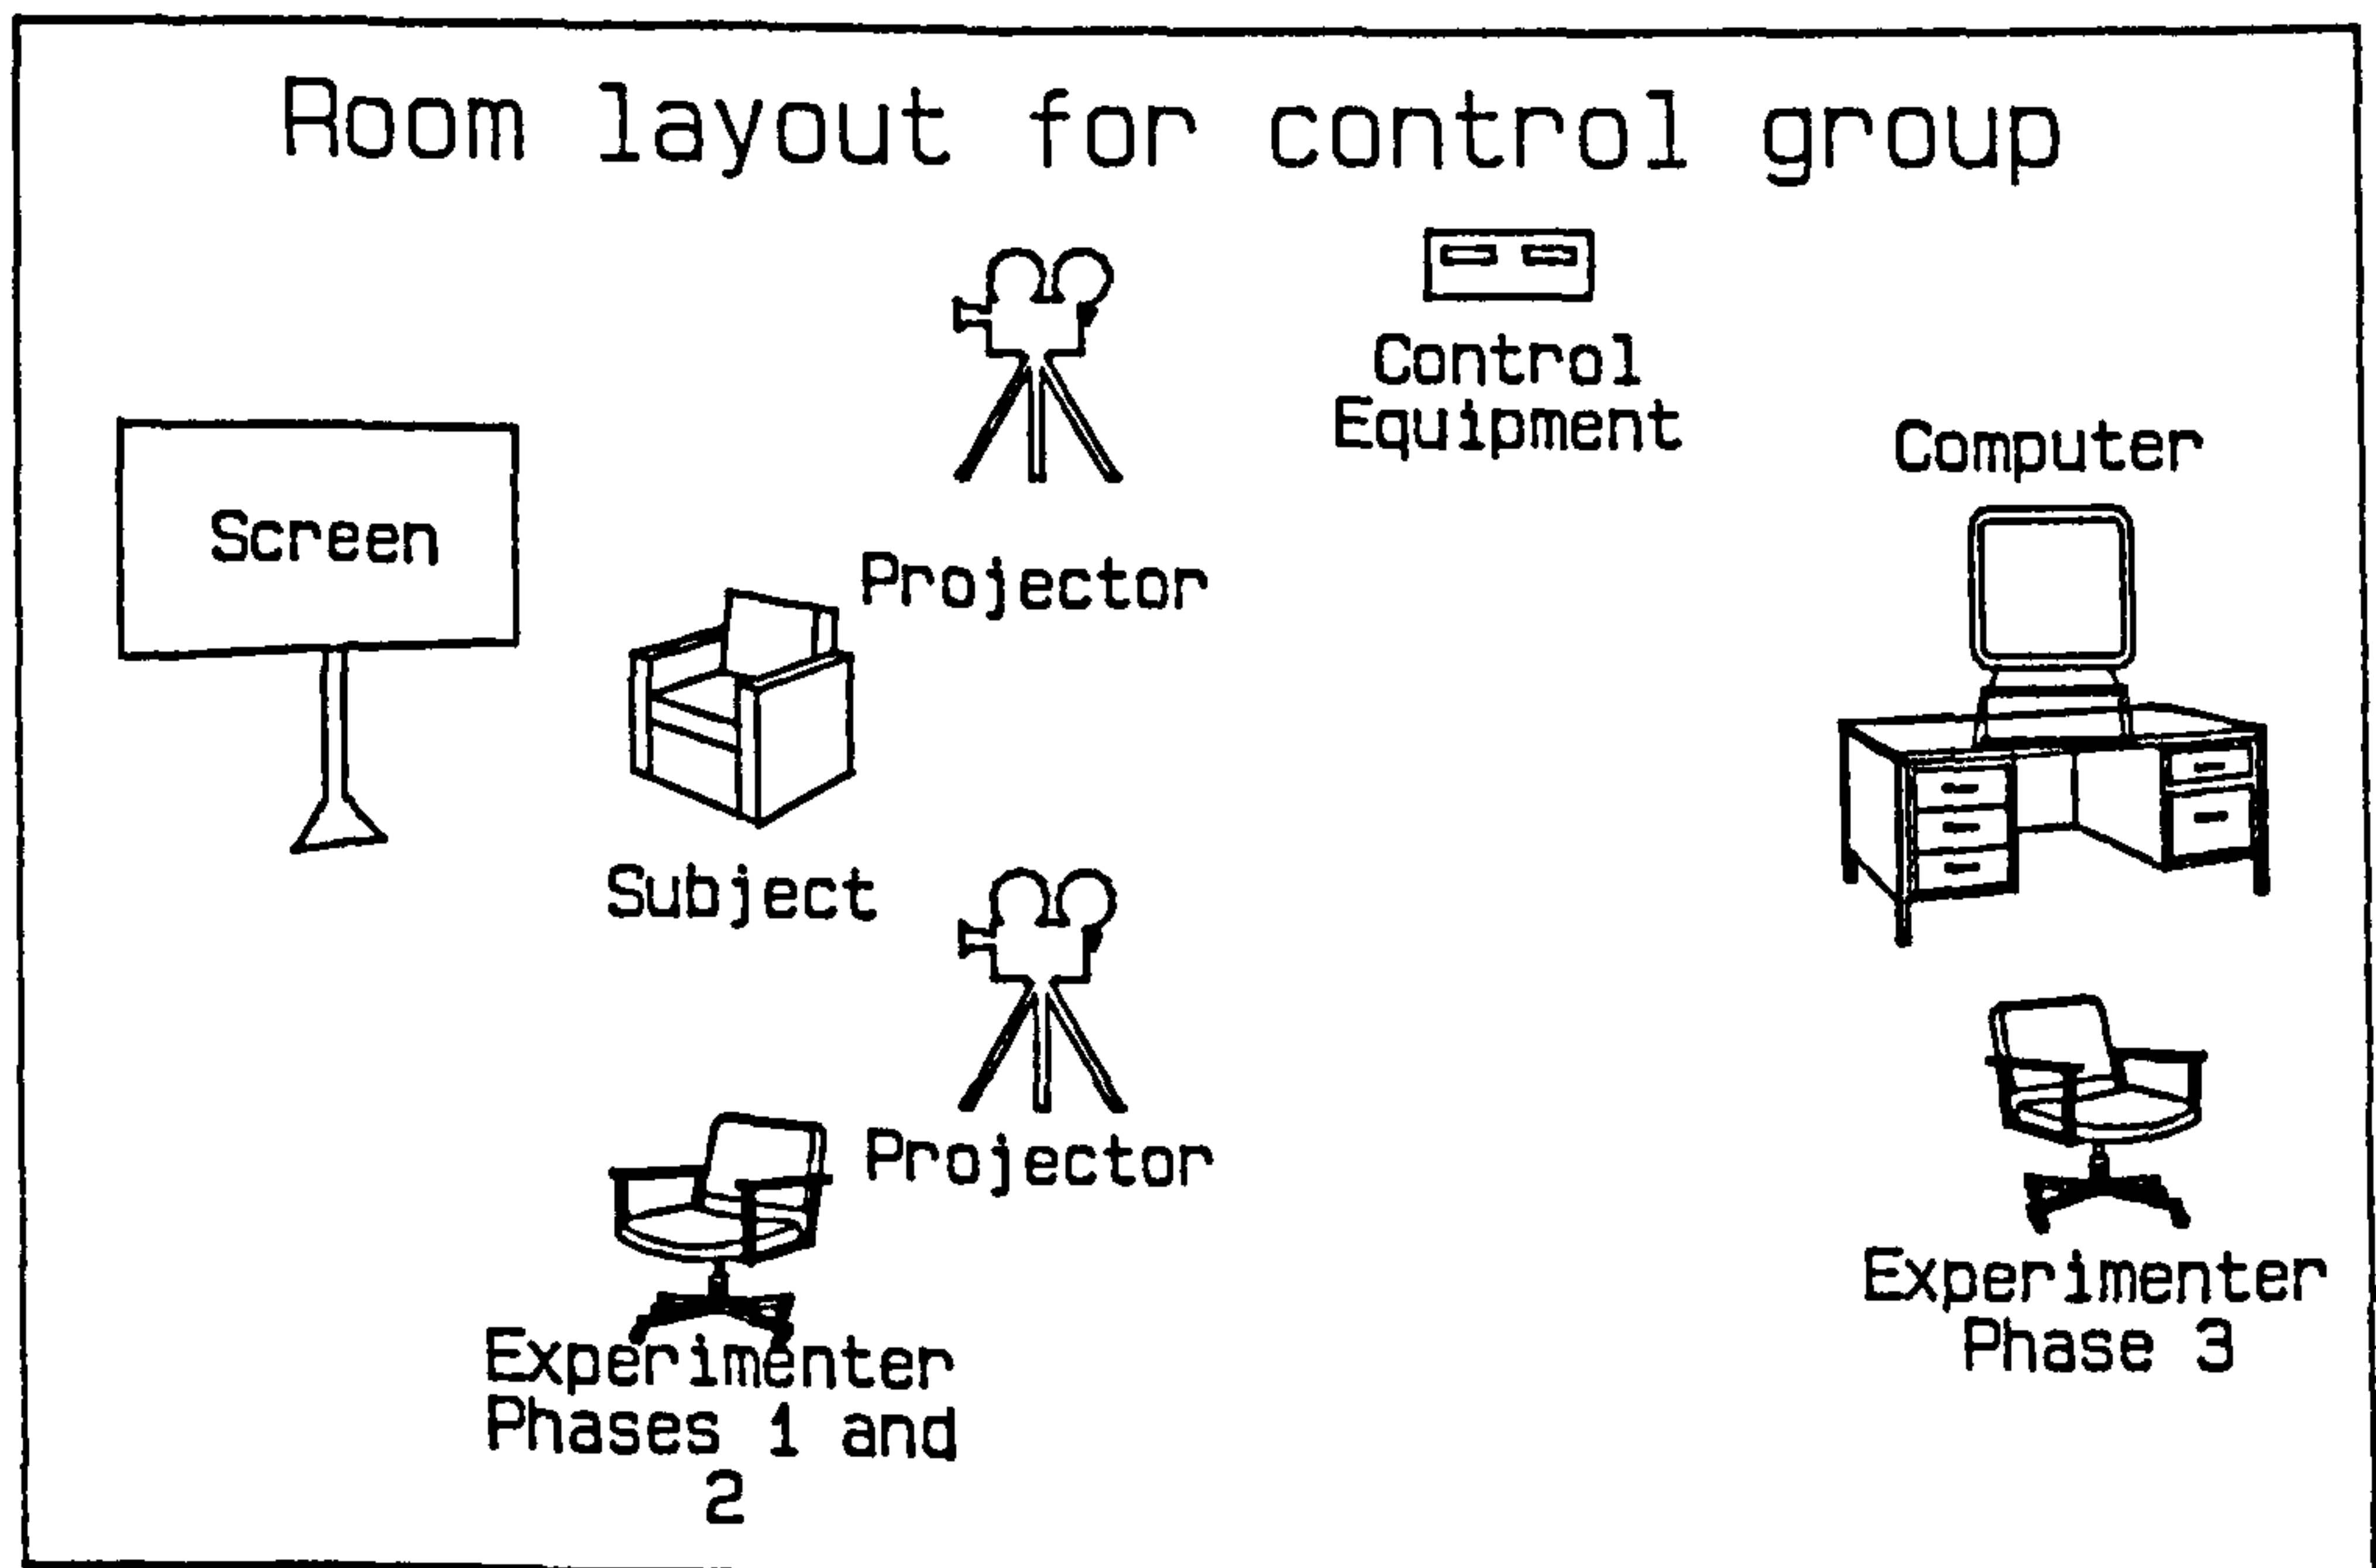 Room layout for control group
Control
Equipment
Computer
Screen
Projector
Subject
Projector
Experimenter
Phase 3
Experimenter
Phases 1 and
2